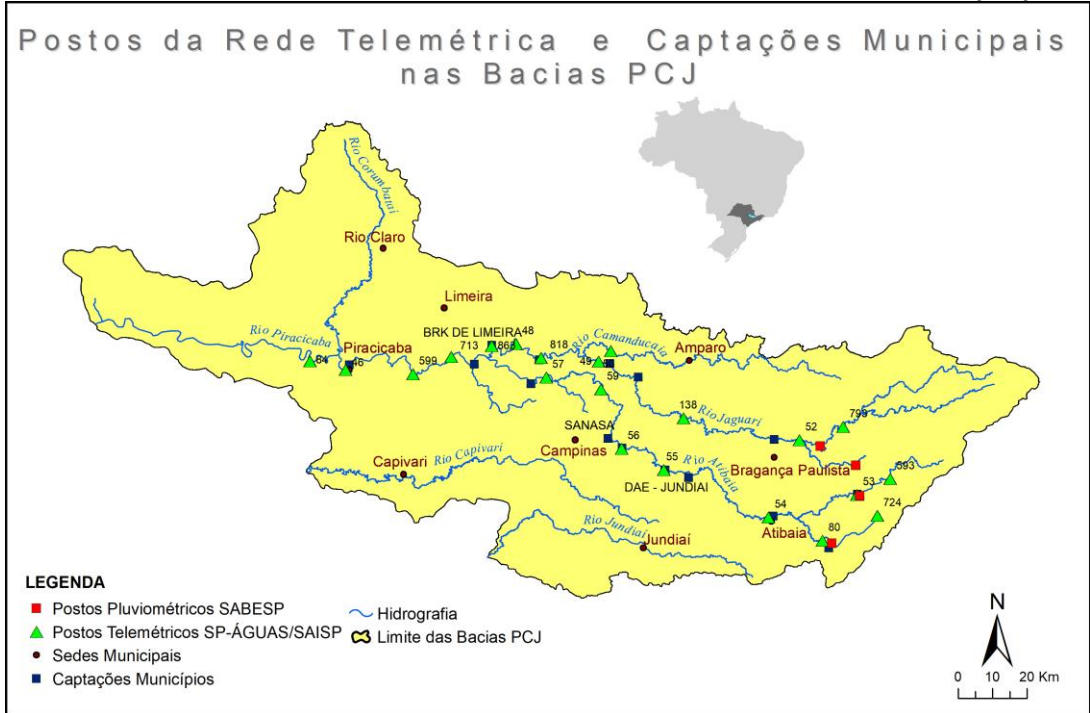 Postos da Rede Telemétrica e Captações Municipais
nas Bacias PCJ
Rio Corumbataí
Rio Claro
Limeira
BRK DE LIMEIRA
48
Rio Camanducaia
Rio Piracicaba
Piracicaba
713
866
818
Amparo
84
46
599
57
49
59
138
Rio Jaguari
52
799
SANASA
Campinas
56
Capivari
Rio Capivari
55
Rio Atibaia
Bragança Paulista
593
DAE - JUNDIAI
53
724
54
Atibaia
80
Rio Jundiaí
Jundiaí
LEGENDA
Postos Pluviométricos SABESP
Postos Telemétricos SP-ÁGUAS/SAISP
Sedes Municipais
Captações Municípios
Hidrografia
Limite das Bacias PCJ
N
0 10 20 Km